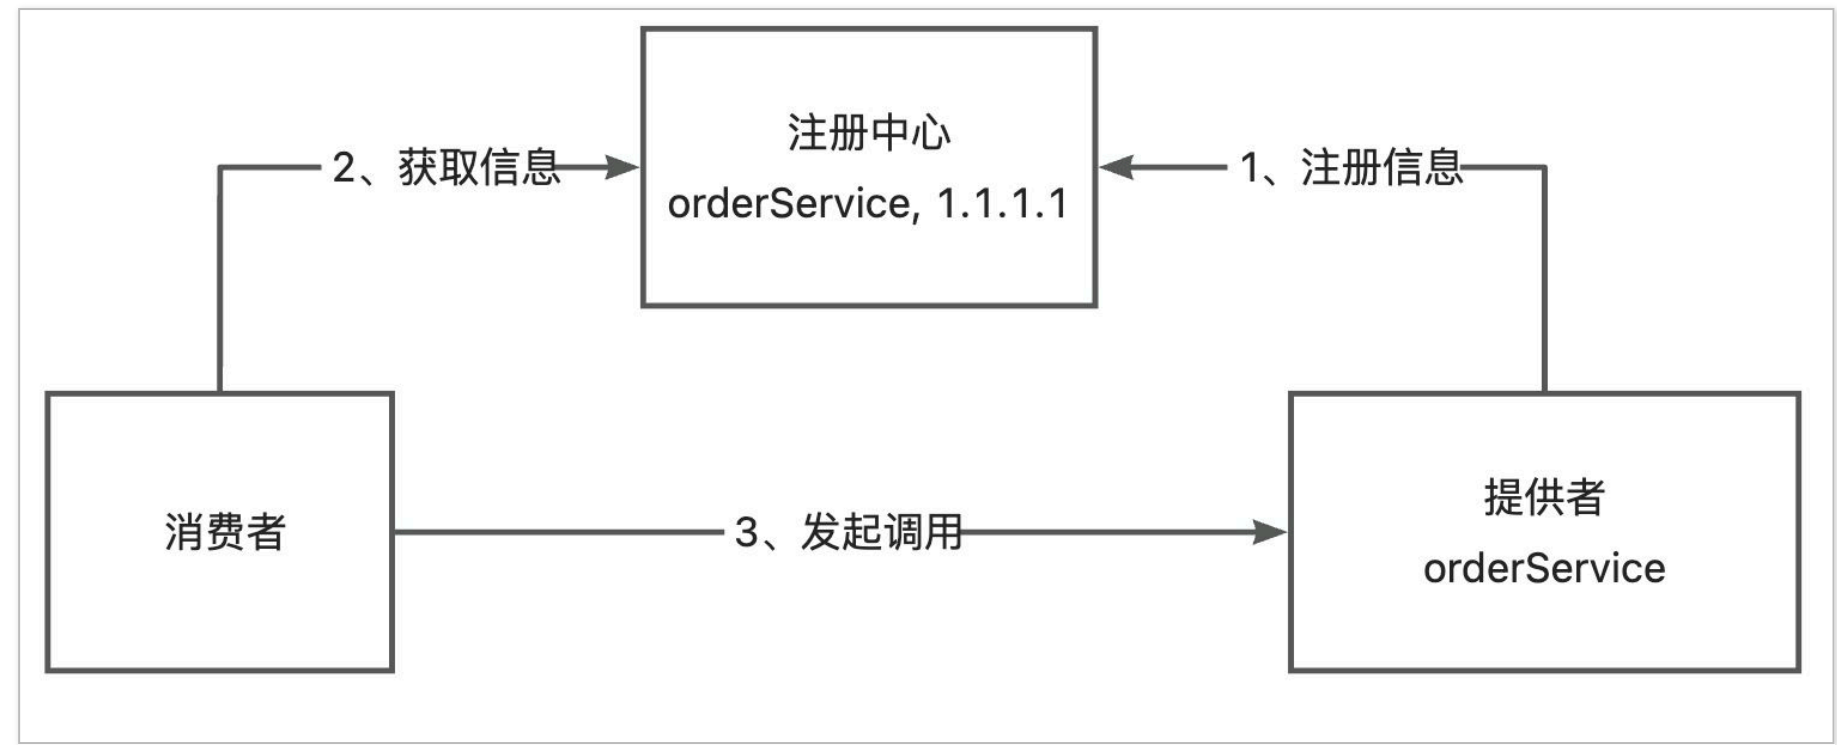 注册中心
orderService, 1.1.1.1
2、获取信息
1、注册信息
消费者
3、发起调用
提供者
orderService